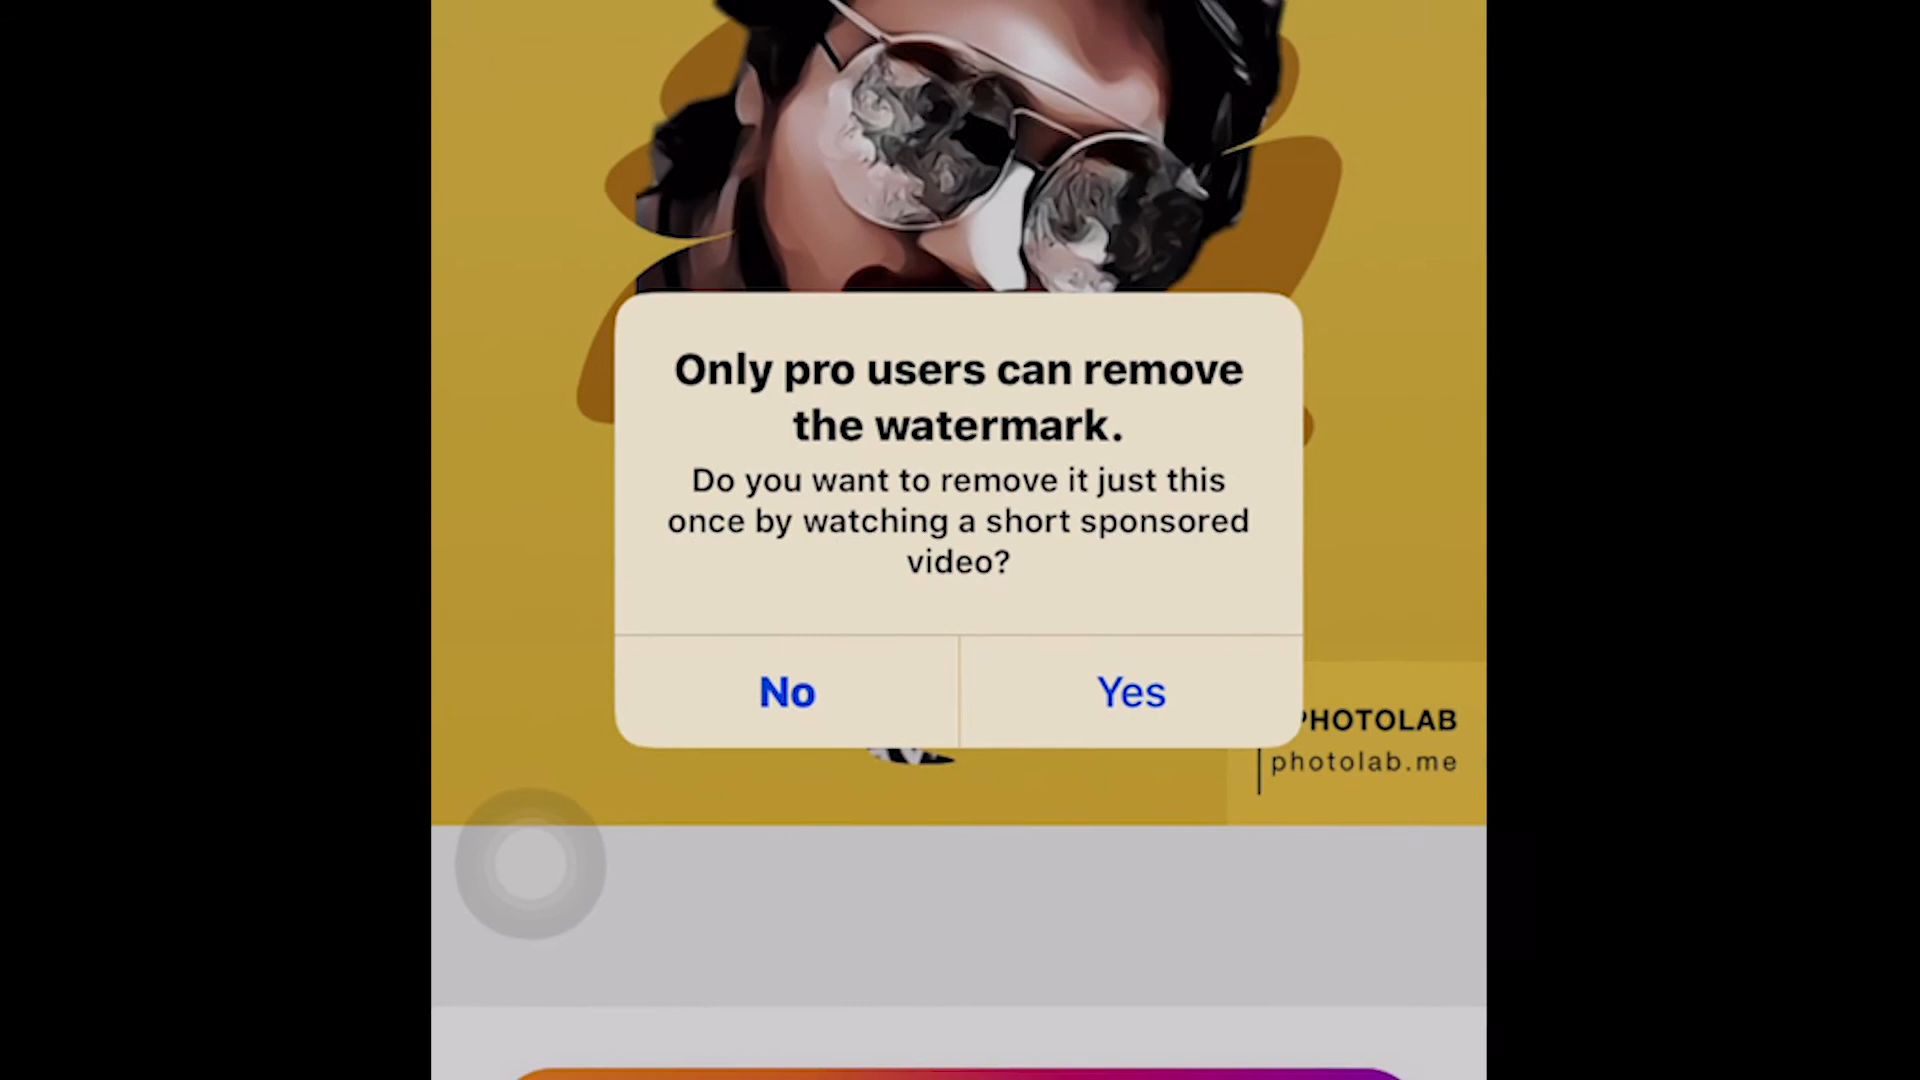 Only pro users can remove
the watermark.
Do you want to remove it just this
once by watching a short sponsored
video?
No
Yes
PHOTOLAB
photolab.me